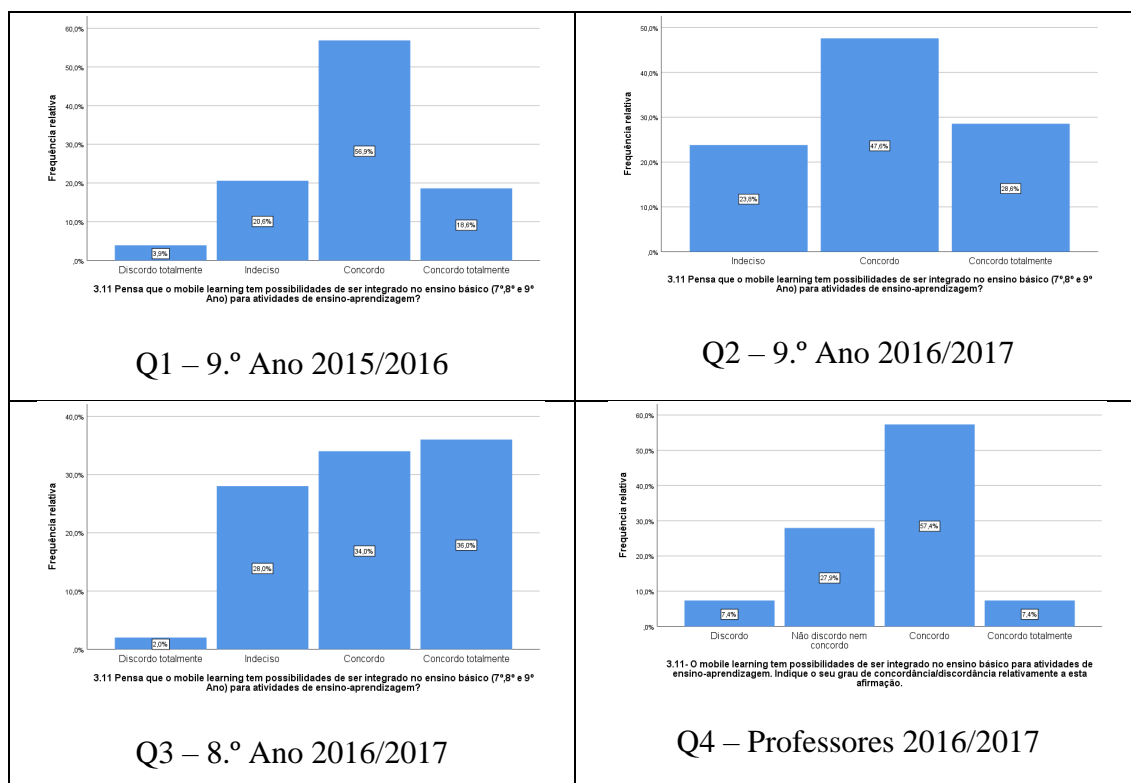 60,0%
50,0%
40,0%
30,0%
20,0%
10,0%
,0%
Frequência relativa
3,9%
20,6%
56,9%
18,6%
Discordo totalmente
Indeciso
Concordo
Concordo totalmente
3.11 Pensa que o mobile learning tem possibilidades de ser integrado no ensino básico (7º,8º e 9º
Ano) para atividades de ensino-aprendizagem?
Q1 – 9.º Ano 2015/2016
50,0%
40,0%
30,0%
20,0%
10,0%
,0%
Frequência relativa
23,8%
47,6%
28,6%
Indeciso
Concordo
Concordo totalmente
3.11 Pensa que o mobile learning tem possibilidades de ser integrado no ensino básico (7º,8º e 9º
Ano) para atividades de ensino-aprendizagem?
Q2 – 9.º Ano 2016/2017
40,0%
30,0%
20,0%
10,0%
,0%
Frequência relativa
2,0%
28,0%
34,0%
36,0%
Discordo totalmente
Indeciso
Concordo
Concordo totalmente
3.11 Pensa que o mobile learning tem possibilidades de ser integrado no ensino básico (7º,8º e 9º
Ano) para atividades de ensino-aprendizagem?
Q3 – 8.º Ano 2016/2017
60,0%
50,0%
40,0%
30,0%
20,0%
10,0%
,0%
Frequência relativa
7,4%
27,9%
57,4%
7,4%
Discordo
Não discordo nem
concordo
Concordo
Concordo totalmente
3.11- O mobile learning tem possibilidades de ser integrado no ensino básico para atividades de
ensino-aprendizagem. Indique o seu grau de concordância/discordância relativamente a esta
afirmação.
Q4 – Professores 2016/2017